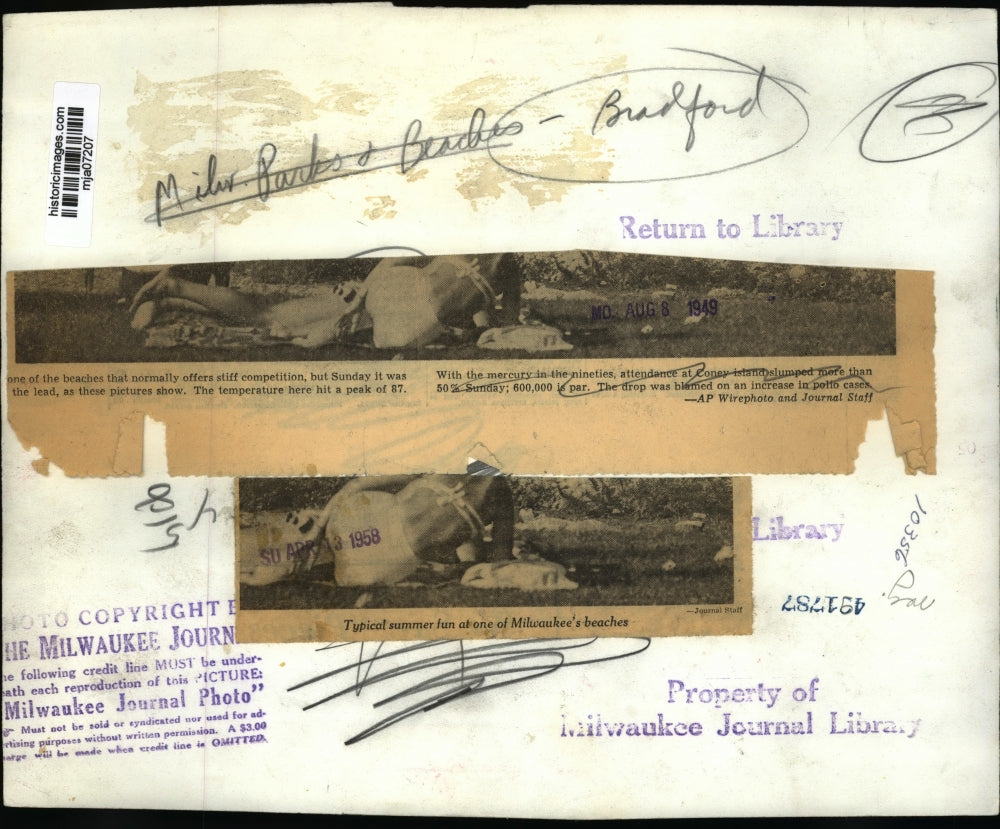 historicimages.com
mja07207
Milw. Parks & Beaches - Bradford
Return to Library
MO. AUG 8 1949
one of the beaches that normally offers stiff competition, but Sunday it was
the lead, as these pictures show. The temperature here hit a peak of 87.
With the mercury in the nineties, attendance at Coney island slumped more than
50% Sunday; 600,000 is par. The drop was blamed on an increase in polio cases.
—AP Wirephoto and Journal Staff
SU APR 13 1958
—Journal Staff
Typical summer fun at one of Milwaukee's beaches
Library
10356
491787
OTO COPYRIGHT
HE MILWAUKEE JOURN
he following credit line MUST be under-
ath each reproduction of this PICTURE:
Milwaukee Journal Photo"
Must not be sold or syndicated nor used for ad-
rtising purposes without written permission. A $3.00
arge will be made when credit line is OMITTED.
Property of
Milwaukee Journal Library